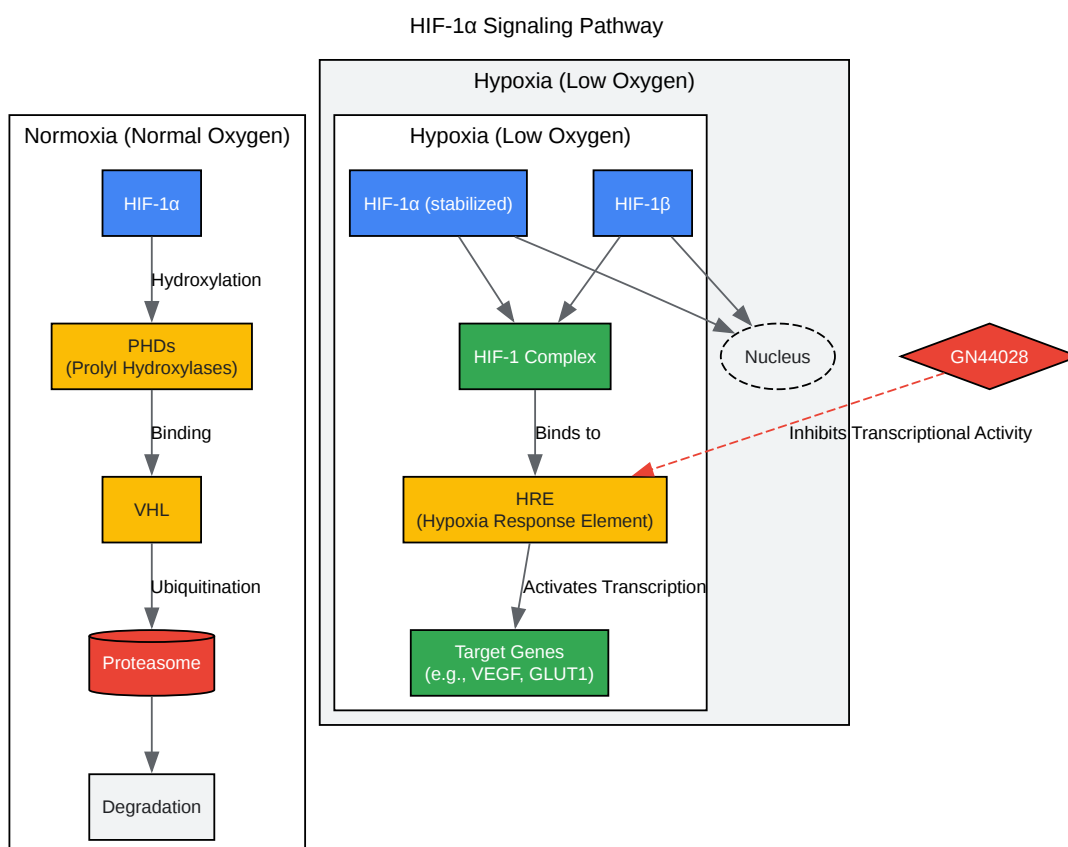 HIF-1α Signaling Pathway
Normoxia (Normal Oxygen)
HIF-1α
Hydroxylation
PHDs
(Prolyl Hydroxylases)
Binding
VHL
Ubiquitination
Proteasome
Degradation
Hypoxia (Low Oxygen)
Hypoxia (Low Oxygen)
HIF-1α (stabilized)
HIF-1β
HIF-1 Complex
Nucleus
Binds to
HRE
(Hypoxia Response Element)
Activates Transcription
Target Genes
(e.g., VEGF, GLUT1)
GN44028
Inhibits Transcriptional Activity